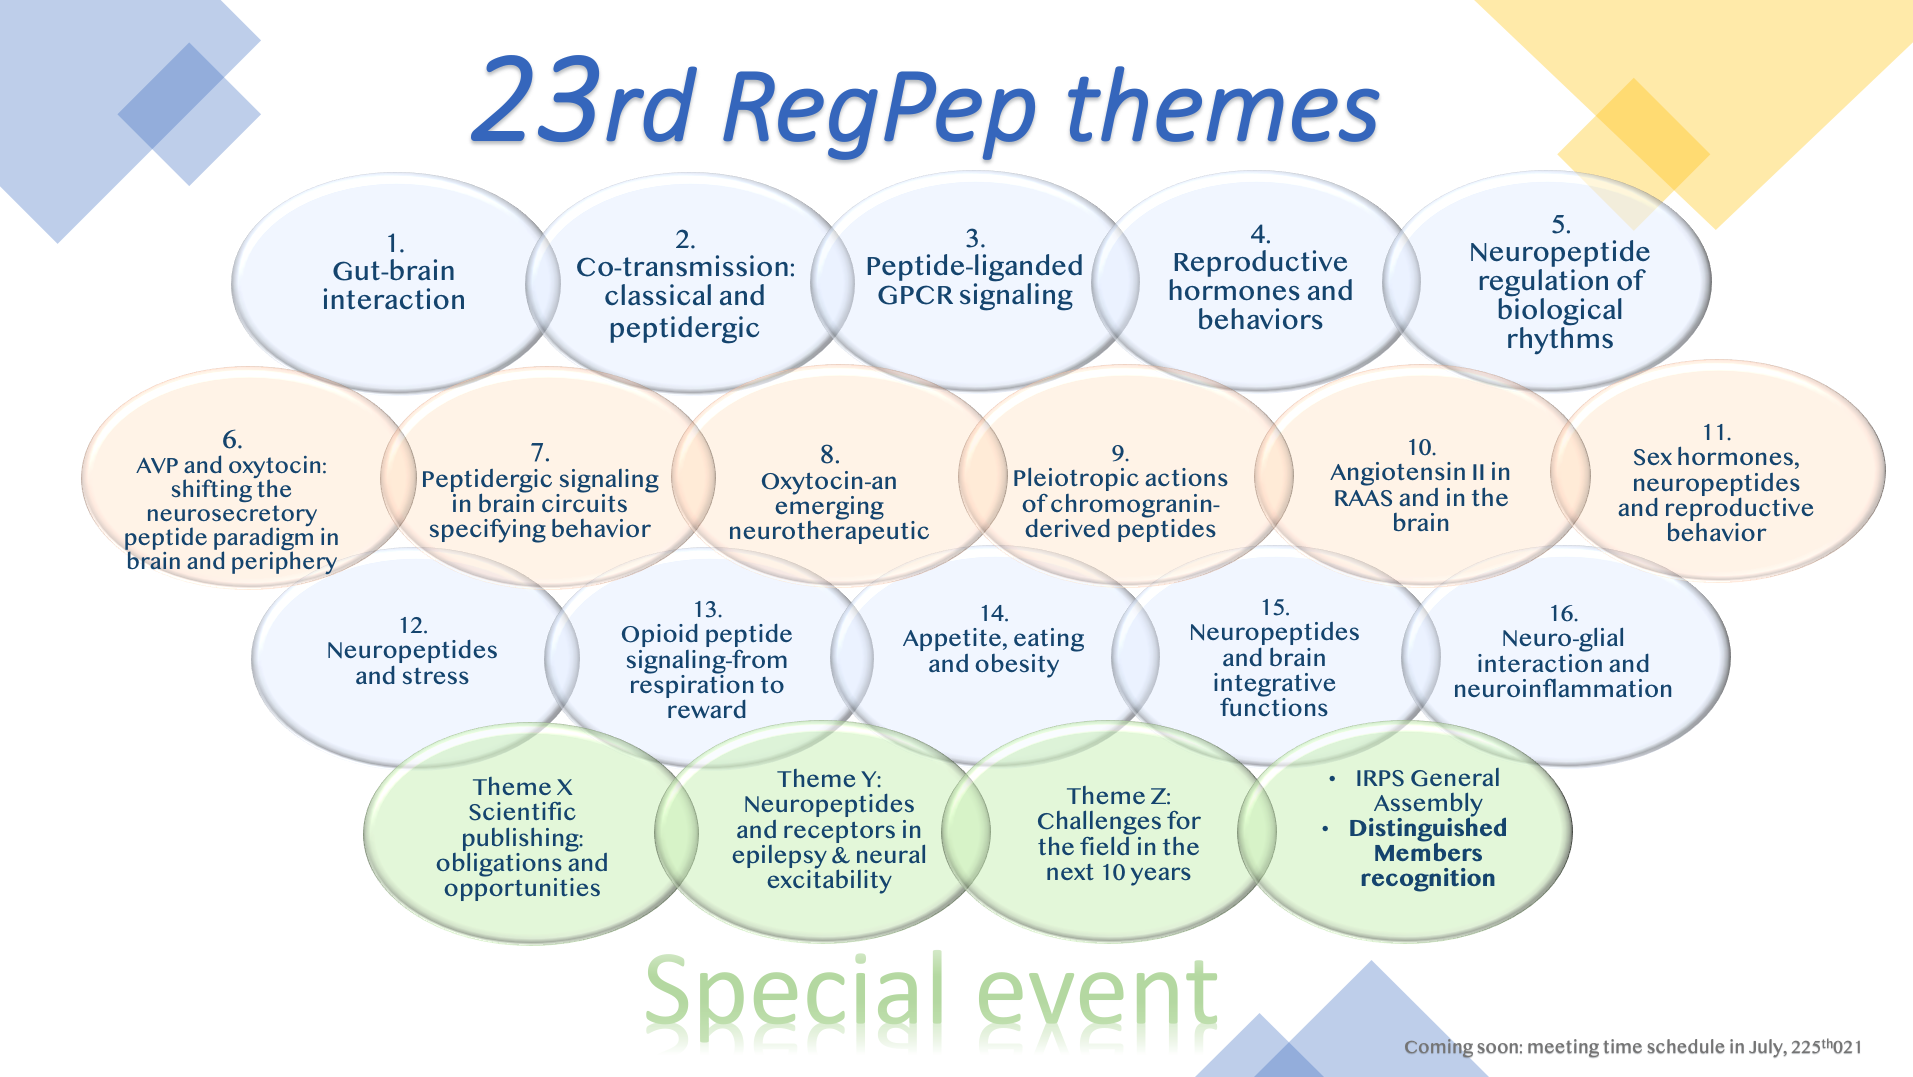 23rd RegPep themes
1.
Gut-brain
interaction
2.
Co-transmission:
classical and
peptidergic
3.
Peptide-liganded
GPCR signaling
4.
Reproductive
hormones and
behaviors
5.
Neuropeptide
regulation of
biological
rhythms
6.
AVP and oxytocin:
shifting the
neurosecretory
peptide paradigm in
brain and periphery
7.
Peptidergic signaling
in brain circuits
specifying behavior
8.
Oxytocin-an
emerging
neurotherapeutic
9.
Pleiotropic actions
of chromogranin-
derived peptides
10.
Angiotensin II in
RAAS and in the
brain
11.
Sex hormones,
neuropeptides
and reproductive
behavior
12.
Neuropeptides
and stress
13.
Opioid peptide
signaling-from
respiration to
reward
14.
Appetite, eating
and obesity
15.
Neuropeptides
and brain
integrative
functions
16.
Neuro-glial
interaction and
neuroinflammation
Theme X
Scientific
publishing:
obligations and
opportunities
Theme Y:
Neuropeptides
and receptors in
epilepsy & neural
excitability
Theme Z:
Challenges for
the field in the
next 10 years
• IRPS General
Assembly
• Distinguished
Members
recognition
Special event
Coming soon: meeting time schedule in July, 225th021